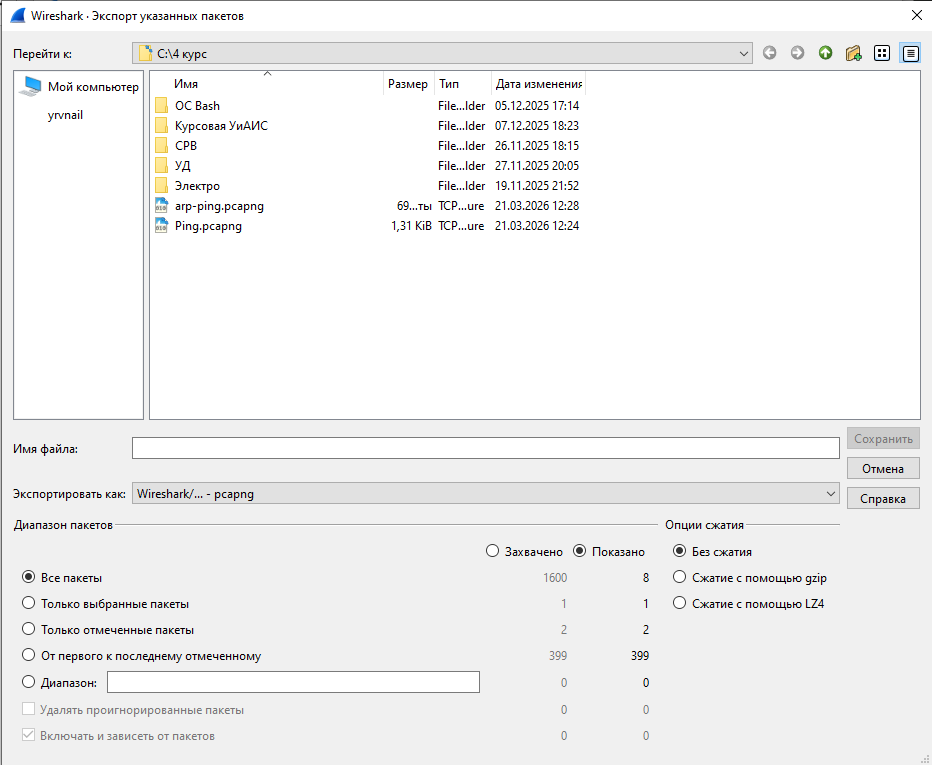 Wireshark · Экспорт указанных пакетов
Перейти к: C:\4 курс
Мой компьютер
yrvnail
Имя Размер Тип Дата изменения
ОС Bash File...lder 05.12.2025 17:14
Курсовая УиАИС File...lder 07.12.2025 18:23
СРВ File...lder 26.11.2025 18:15
УД File...lder 27.11.2025 20:05
Электро File...lder 19.11.2025 21:52
arp-ping.pcapng 69...ты TCP...ure 21.03.2026 12:28
Ping.pcapng 1,31 KiB TCP...ure 21.03.2026 12:24
Имя файла: Сохранить
Отмена
Экспортировать как: Wireshark/... - pcapng Справка
Диапазон пакетов Опции сжатия
Захвачено Показано Без сжатия
Все пакеты 1600 8 Сжатие с помощью gzip
Только выбранные пакеты 1 1 Сжатие с помощью LZ4
Только отмеченные пакеты 2 2
От первого к последнему отмеченному 399 399
Диапазон: 0 0
Удалять проигнорированные пакеты 0 0
Включать и зависеть от пакетов 0 0